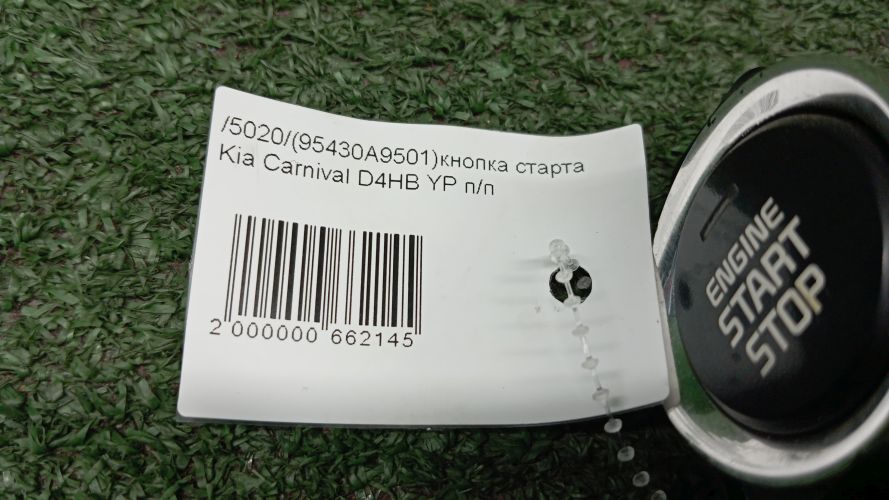 /5020/(95430A9501)кнопка старта
Kia Carnival D4HB YP п/п
2 000000 662145
ENGINE
START
STOP